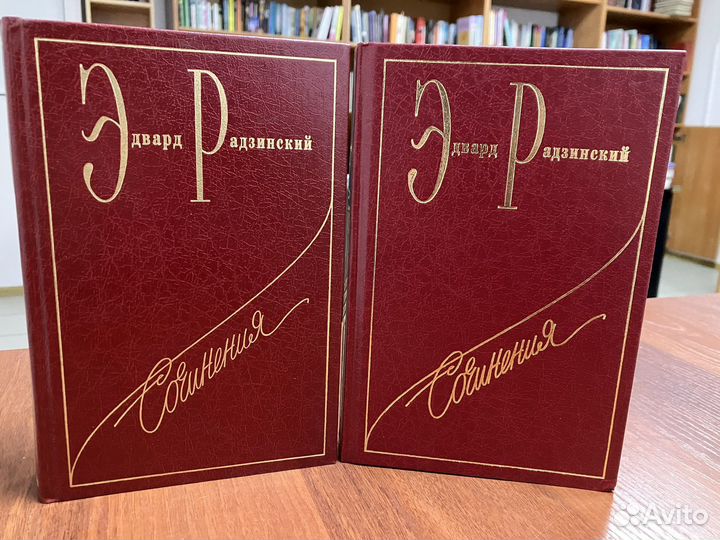 Эдвард Радзинский
Сочинения
Эдвард Радзинский
Сочинения
Avito